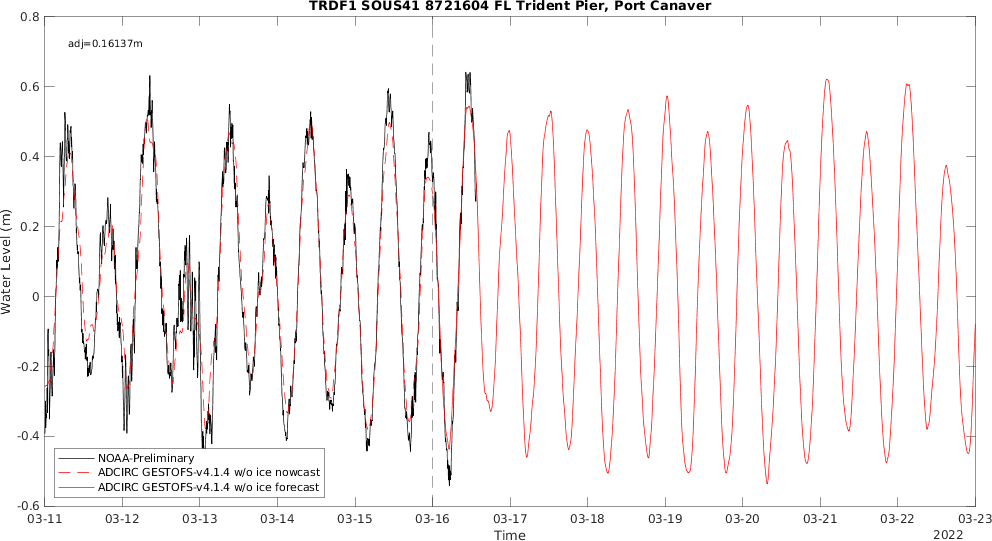 TRDF1 SOUS41 8721604 FL Trident Pier, Port Canaver
adj=0.16137m
0.8
0.6
0.4
0.2
0
-0.2
-0.4
-0.6
Water Level (m)
NOAA-Preliminary
ADCIRC GESTOFS-v4.1.4 w/o ice nowcast
ADCIRC GESTOFS-v4.1.4 w/o ice forecast
03-11 03-12 03-13 03-14 03-15 03-16 03-17 03-18 03-19 03-20 03-21 03-22 03-23
Time
2022